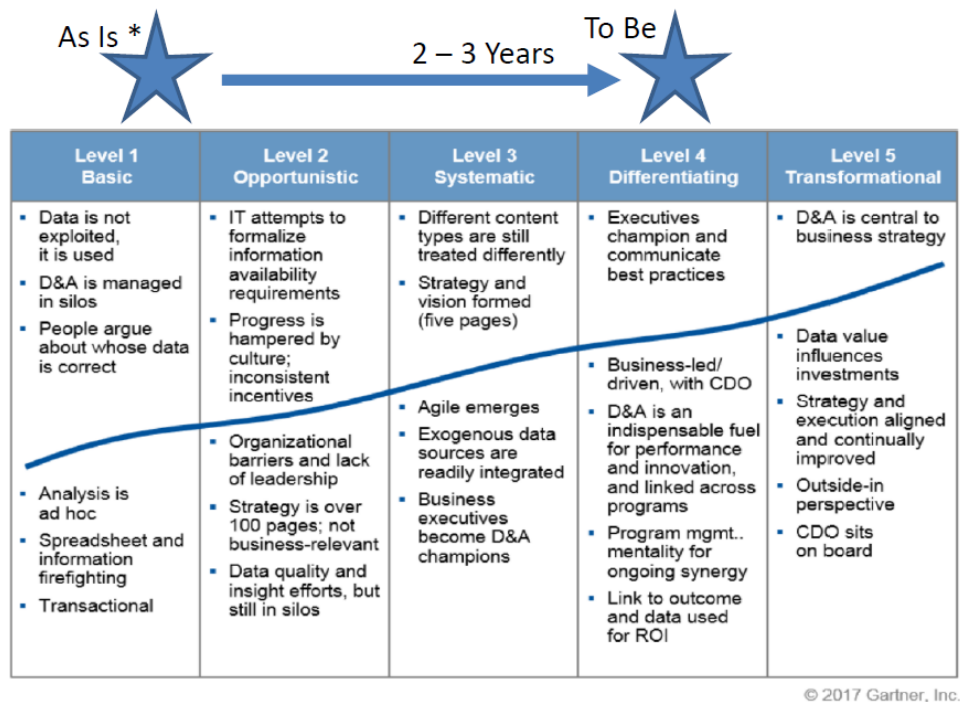 As Is *
2 – 3 Years
To Be
Level 1
Basic
Data is not
exploited,
it is used
D&A is managed
in silos
People argue
about whose data
is correct
Analysis is
ad hoc
Spreadsheet and
information
firefighting
Transactional
Level 2
Opportunistic
IT attempts to
formalize
information
availability
requirements
Progress is
hampered by
culture;
inconsistent
incentives
Organizational
barriers and lack
of leadership
Strategy is over
100 pages; not
business-relevant
Data quality and
insight efforts, but
still in silos
Level 3
Systematic
Different content
types are still
treated differently
Strategy and
vision formed
(five pages)
Agile emerges
Exogenous data
sources are
readily integrated
Business
executives
become D&A
champions
Level 4
Differentiating
Executives
champion and
communicate
best practices
Business-led/
driven, with CDO
D&A is an
indispensable fuel
for performance
and innovation,
and linked across
programs
Program mgmt..
mentality for
ongoing synergy
Link to outcome
and data used
for ROI
Level 5
Transformational
D&A is central to
business strategy
Data value
influences
investments
Strategy and
execution aligned
and continually
improved
Outside-in
perspective
CDO sits
on board
© 2017 Gartner, Inc.